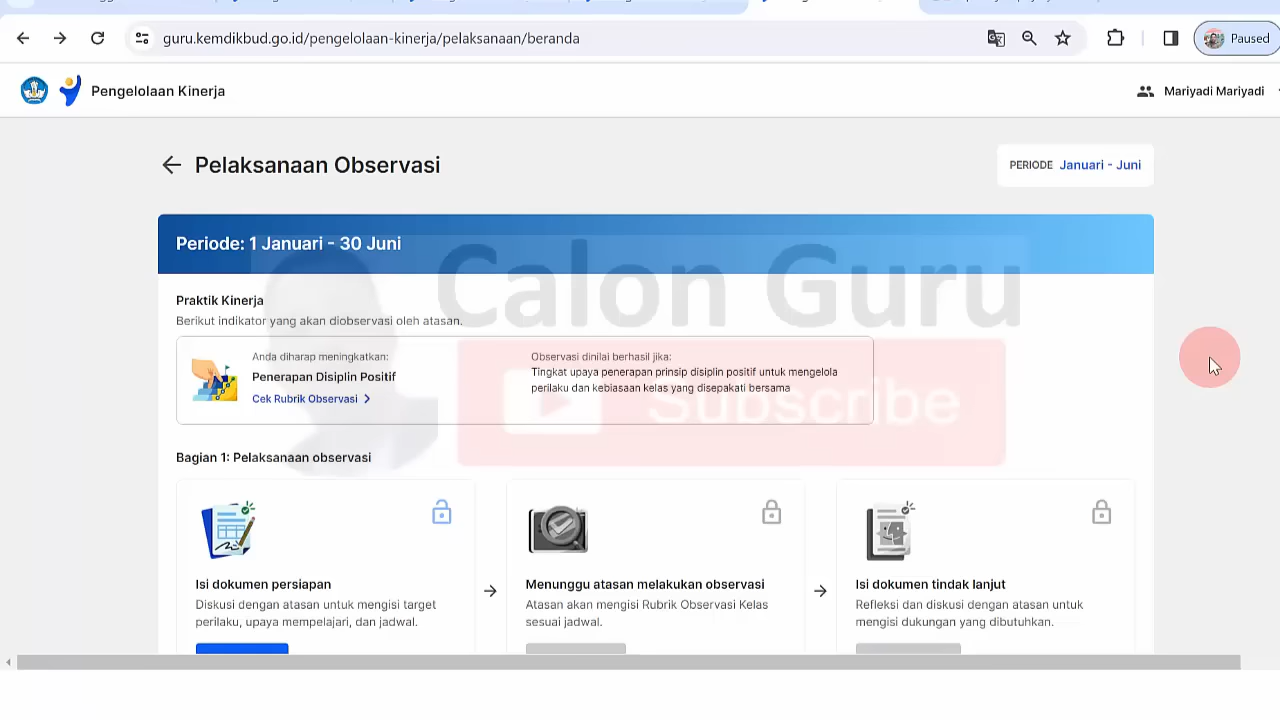 guru.kemdikbud.go.id/pengelolaan-kinerja/pelaksanaan/beranda
Paused
Pengelolaan Kinerja
Mariyadi Mariyadi
Pelaksanaan Observasi
PERIODE Januari - Juni
Periode: 1 Januari - 30 Juni
Calon Guru
Praktik Kinerja
Berikut indikator yang akan diobservasi oleh atasan.
Anda diharap meningkatkan:
Penerapan Disiplin Positif
Cek Rubrik Observasi
Observasi dinilai berhasil jika:
Tingkat upaya penerapan prinsip disiplin positif untuk mengelola
perilaku dan kebiasaan kelas yang disepakati bersama
Subscribe
Bagian 1: Pelaksanaan observasi
Isi dokumen persiapan
Diskusi dengan atasan untuk mengisi target
perilaku, upaya mempelajari, dan jadwal.
Menunggu atasan melakukan observasi
Atasan akan mengisi Rubrik Observasi Kelas
sesuai jadwal.
Isi dokumen tindak lanjut
Refleksi dan diskusi dengan atasan untuk
mengisi dukungan yang dibutuhkan.